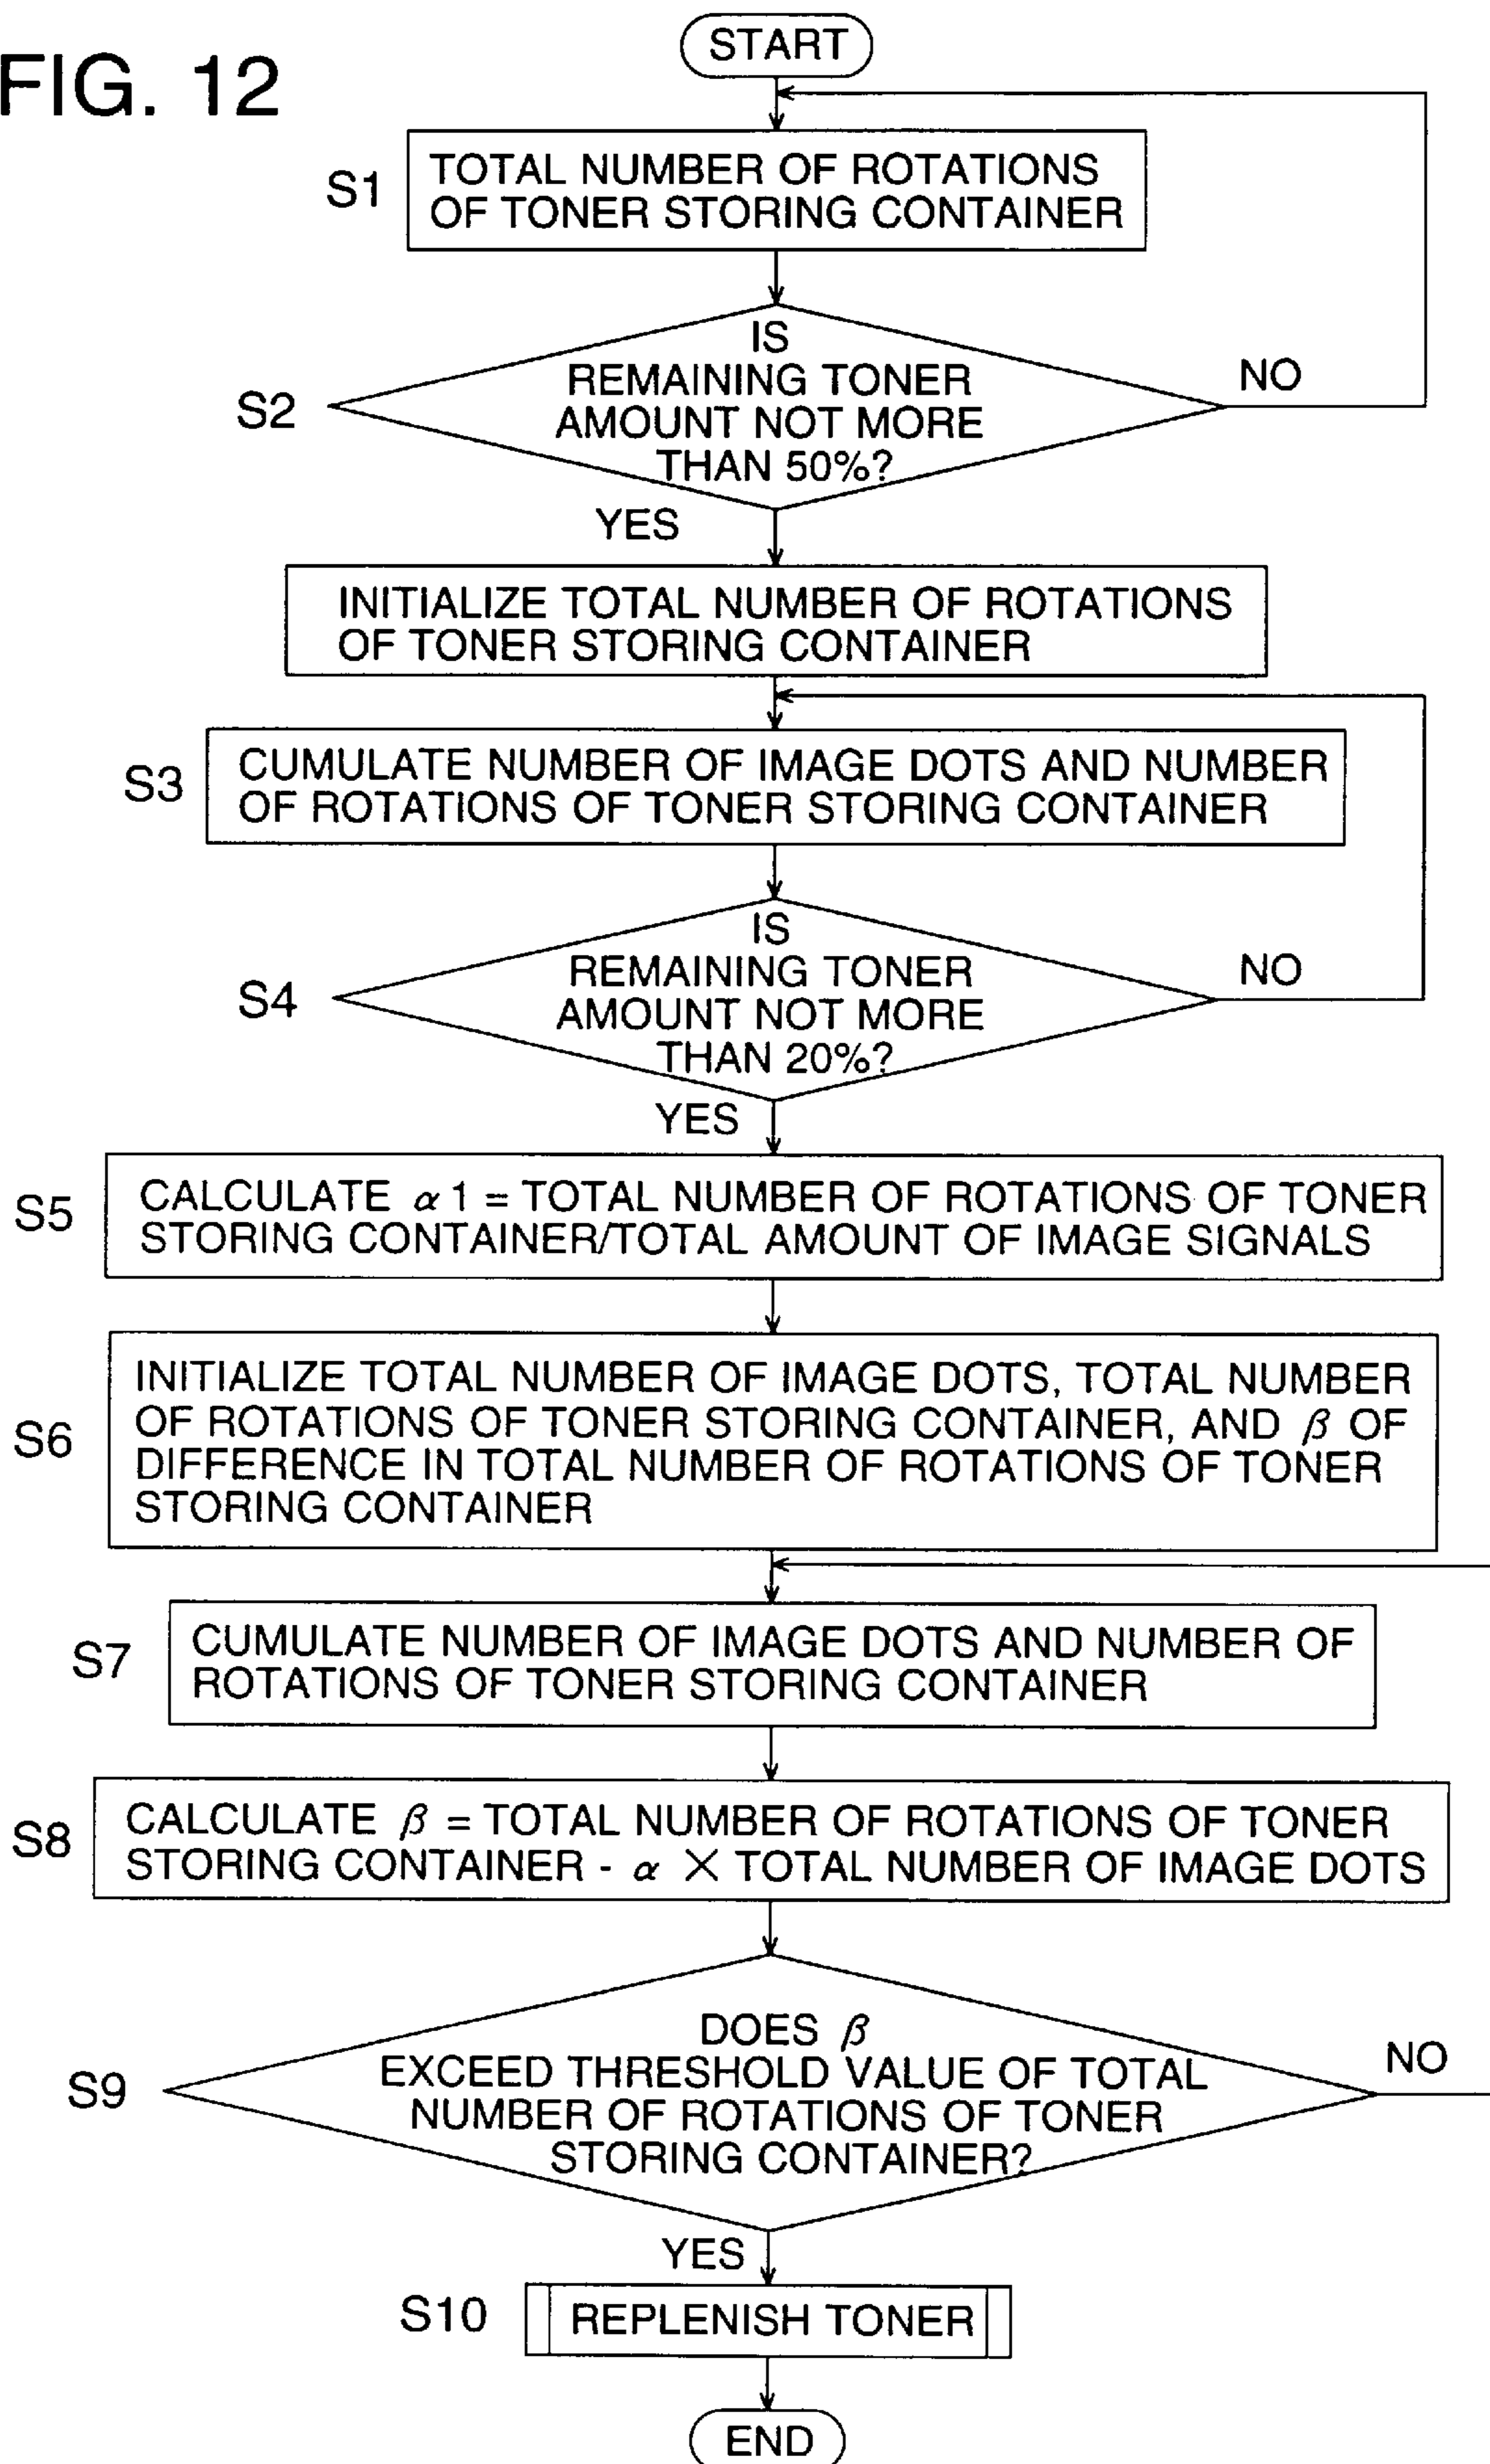 FIG. 12
START
S1
TOTAL NUMBER OF ROTATIONS
OF TONER STORING CONTAINER
S2
IS
REMAINING TONER
AMOUNT NOT MORE
THAN 50%?
NO
YES
INITIALIZE TOTAL NUMBER OF ROTATIONS
OF TONER STORING CONTAINER
S3
CUMULATE NUMBER OF IMAGE DOTS AND NUMBER
OF ROTATIONS OF TONER STORING CONTAINER
S4
IS
REMAINING TONER
AMOUNT NOT MORE
THAN 20%?
NO
YES
S5
CALCULATE α1 = TOTAL NUMBER OF ROTATIONS OF TONER
STORING CONTAINER/TOTAL AMOUNT OF IMAGE SIGNALS
S6
INITIALIZE TOTAL NUMBER OF IMAGE DOTS, TOTAL NUMBER
OF ROTATIONS OF TONER STORING CONTAINER, AND β OF
DIFFERENCE IN TOTAL NUMBER OF ROTATIONS OF TONER
STORING CONTAINER
S7
CUMULATE NUMBER OF IMAGE DOTS AND NUMBER OF
ROTATIONS OF TONER STORING CONTAINER
S8
CALCULATE β = TOTAL NUMBER OF ROTATIONS OF TONER
STORING CONTAINER - α × TOTAL NUMBER OF IMAGE DOTS
S9
DOES β
EXCEED THRESHOLD VALUE OF TOTAL
NUMBER OF ROTATIONS OF TONER
STORING CONTAINER?
NO
YES
S10
REPLENISH TONER
END